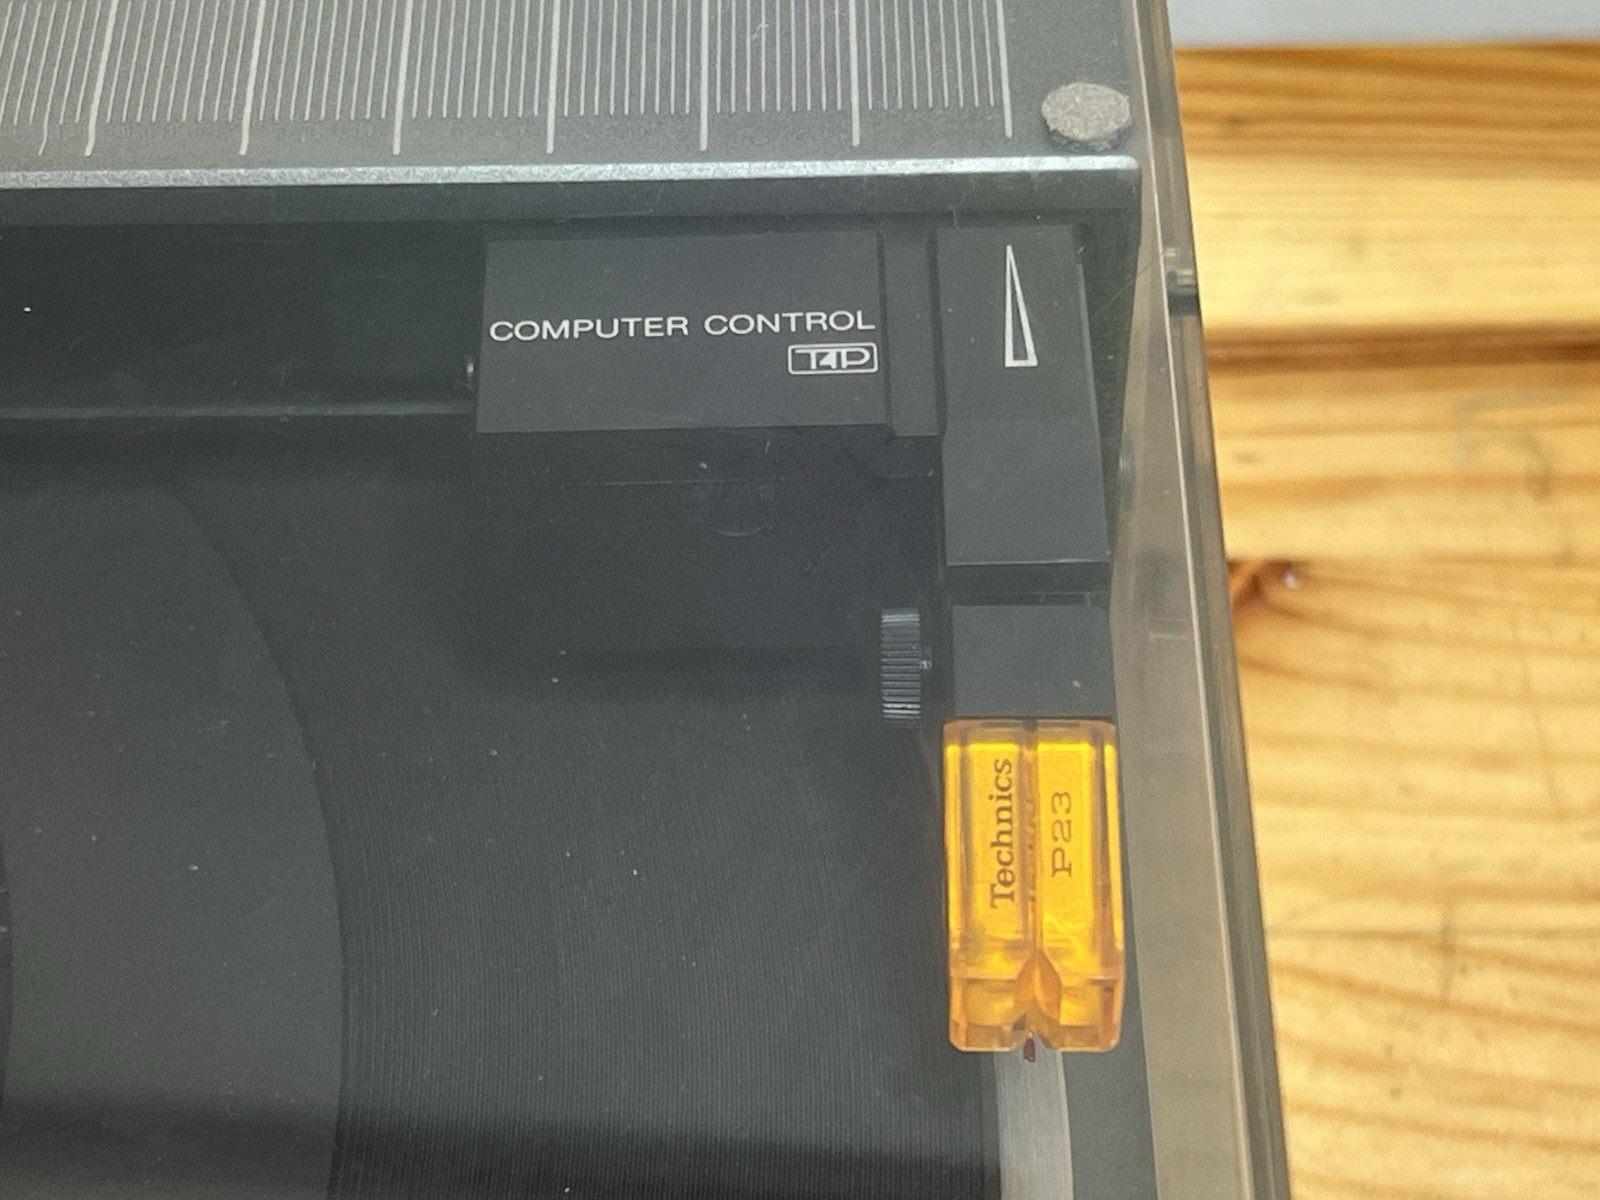 COMPUTER CONTROL
T4P
Technics
P23